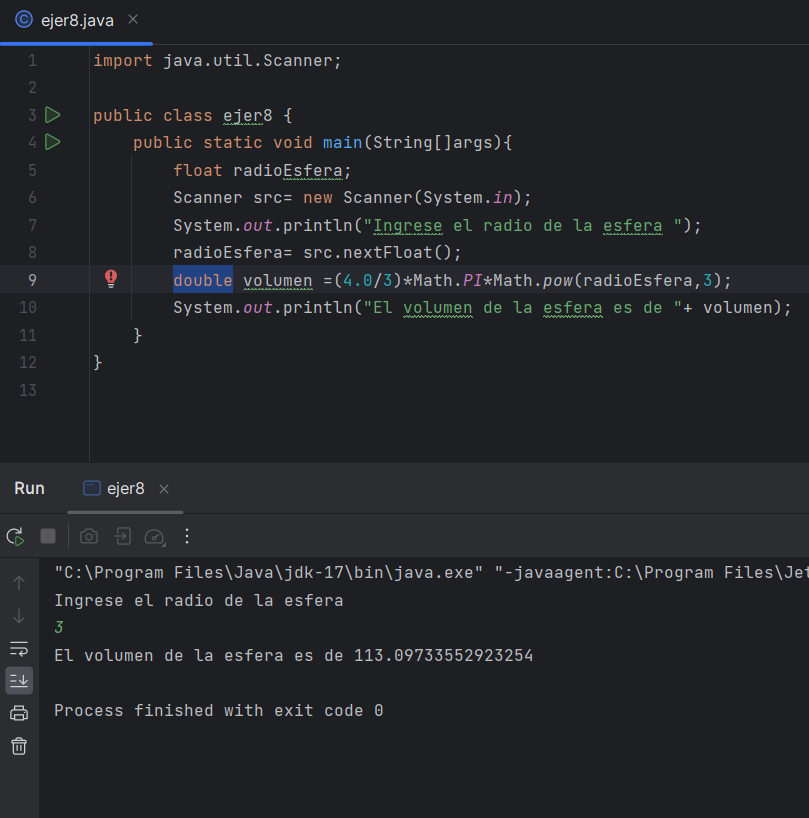 ejer8.java
1 import java.util.Scanner;
2
3 public class ejer8 {
4 public static void main(String[]args){
5 float radioEsfera;
6 Scanner src= new Scanner(System.in);
7 System.out.println("Ingrese el radio de la esfera ");
8 radioEsfera= src.nextFloat();
9 double volumen =(4.0/3)*Math.PI*Math.pow(radioEsfera,3);
10 System.out.println("El volumen de la esfera es de "+ volumen);
11 }
12 }
13
Run ejer8
"C:\Program Files\Java\jdk-17\bin\java.exe" "-javaagent:C:\Program Files\Jet
Ingrese el radio de la esfera
3
El volumen de la esfera es de 113.09733552923254
Process finished with exit code 0